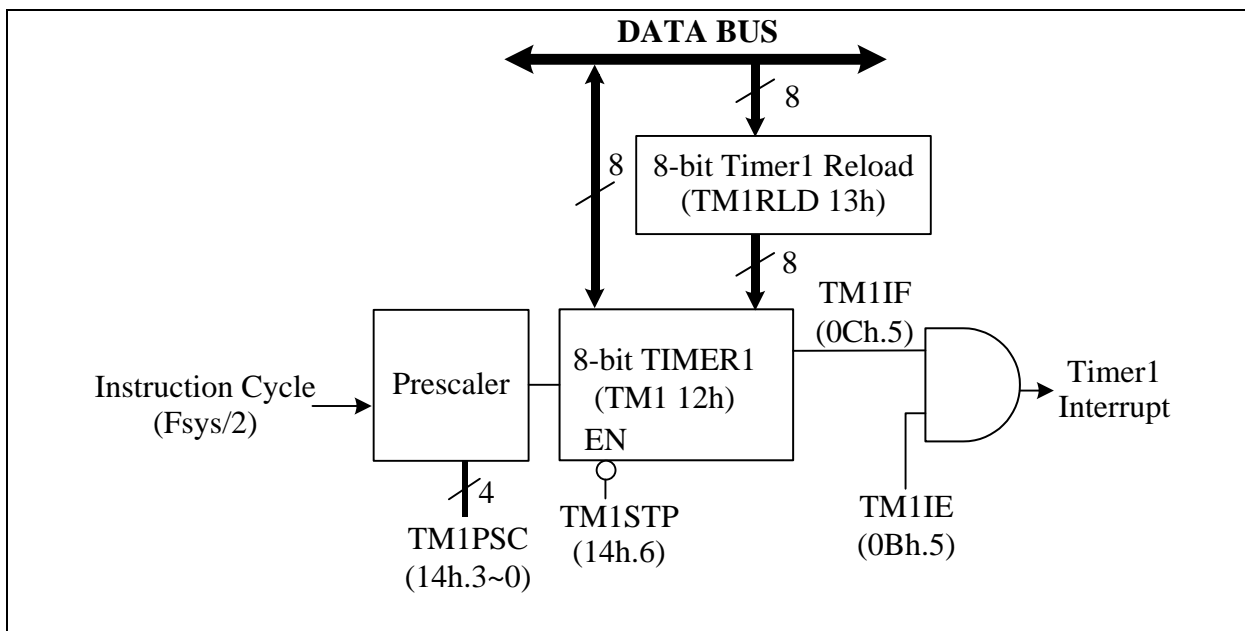 DATA BUS
8
8-bit Timer1 Reload
(TM1RLD 13h)
8
8
TM1IF
(0Ch.5)
8-bit TIMER1
(TM1 12h)
EN
Prescaler
Instruction Cycle
(Fsys/2)
Timer1
Interrupt
4
TM1PSC
(14h.3~0)
TM1STP
(14h.6)
TM1IE
(0Bh.5)